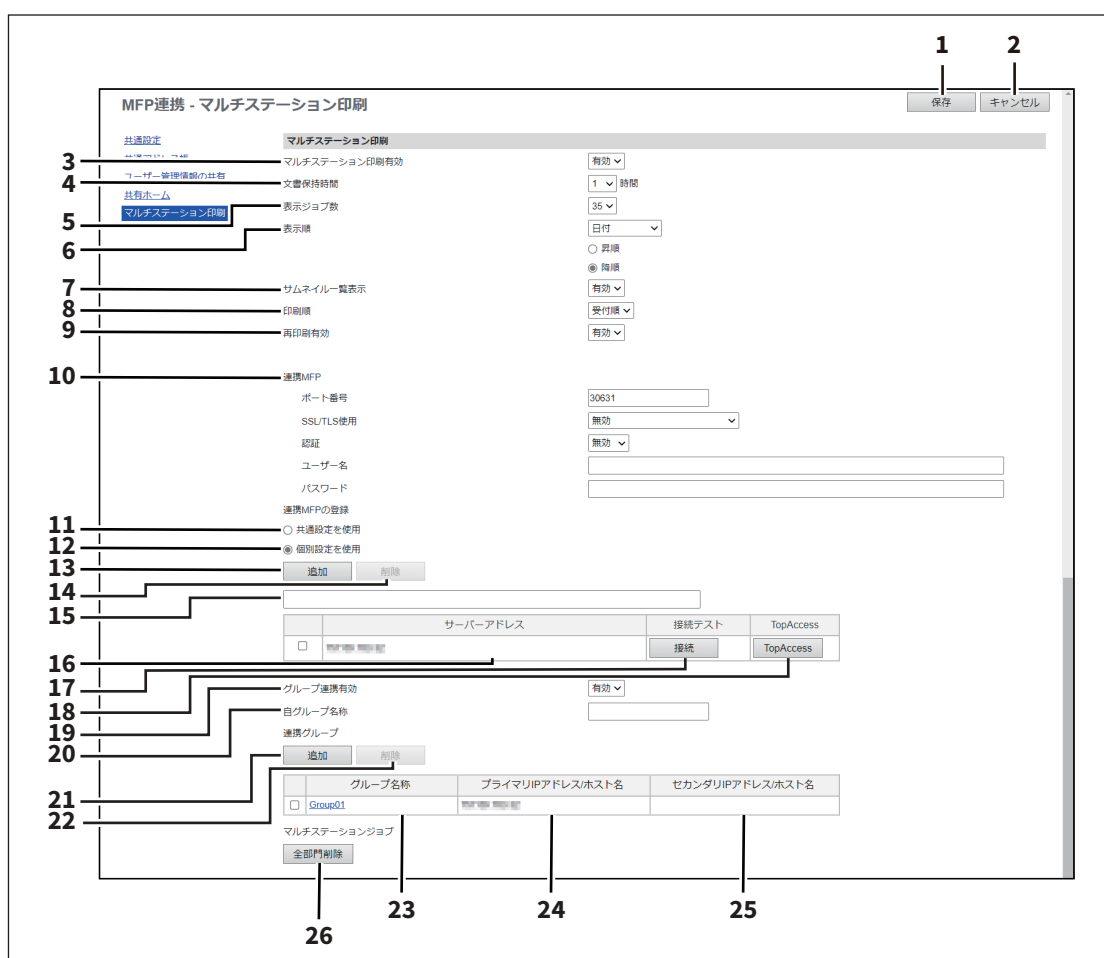 1 2
MFP連携 - マルチステーション印刷
保存 キャンセル
共通設定
ユーザー管理情報の共有
共有ホーム
マルチステーション印刷
マルチステーション印刷
3 マルチステーション印刷有効 有効
4 文書保持時間 1 時間
5 表示ジョブ数 35
6 表示順 日付
昇順
降順
7 サムネイル一覧表示 有効
8 印刷順 受付順
9 再印刷有効 有効
10 連携MFP
ポート番号 30631
SSL/TLS使用 無効
認証 無効
ユーザー名
パスワード
連携MFPの登録
11 共通設定を使用
12 個別設定を使用
13 追加 削除
14
15
サーバーアドレス 接続テスト TopAccess
16 接続 TopAccess
17
18 グループ連携有効 有効
19 自グループ名称
20 連携グループ
追加 削除
21 グループ名称 プライマリIPアドレス/ホスト名 セカンダリIPアドレス/ホスト名
22 Group01
マルチステーションジョブ
全部門削除
23 24 25
26